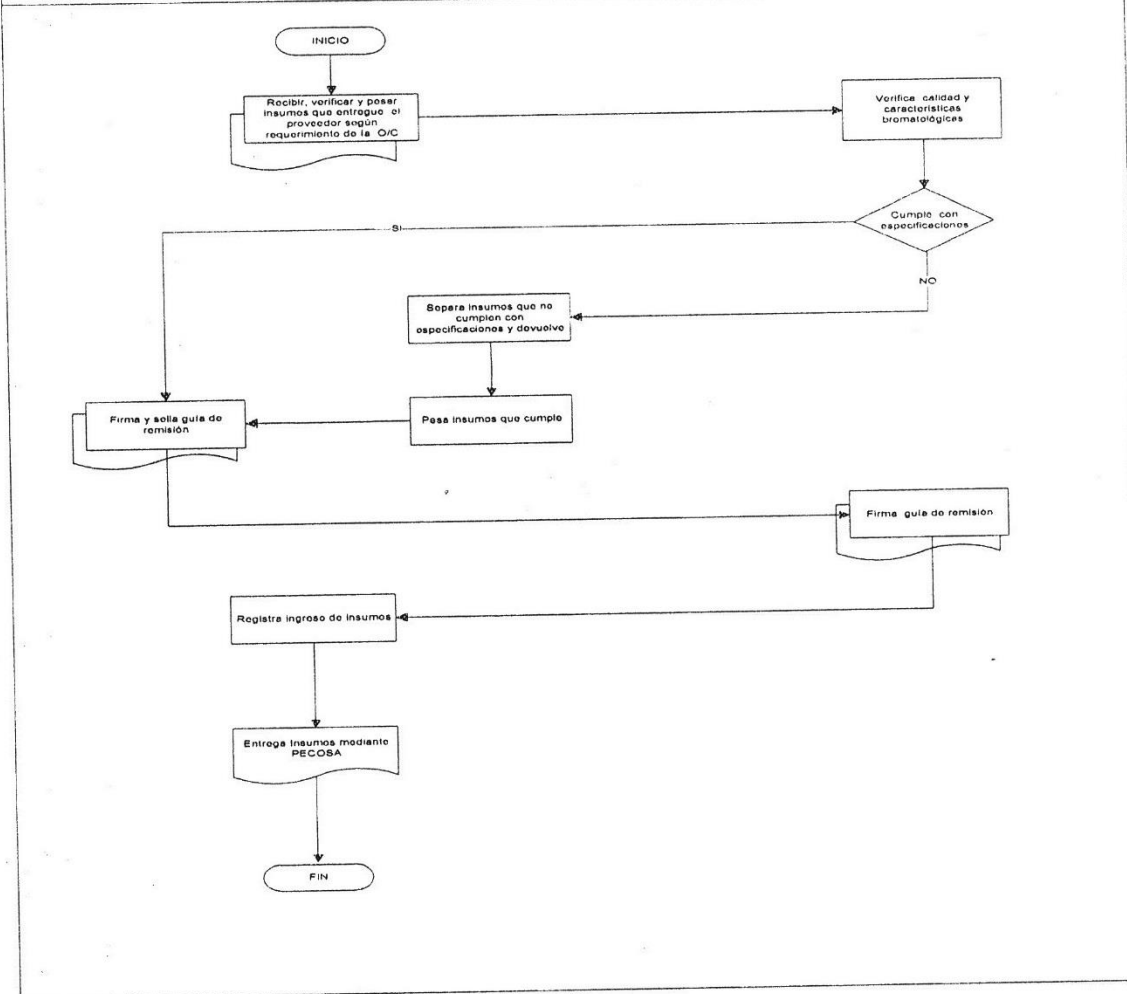 INICIO
Recibir, verificar y pesar
insumos que entregue el
proveedor según
requerimiento de la O/C
Verifica calidad y
características
bromatológicas
Cumple con
especificaciones
SI
NO
Separa insumos que no
cumplen con
especificaciones y devuelve
Pesa insumos que cumple
Firma y sella guía de
remisión
Firma guía de remisión
Registra ingreso de insumos
Entrega insumos mediante
PECOSA
FIN